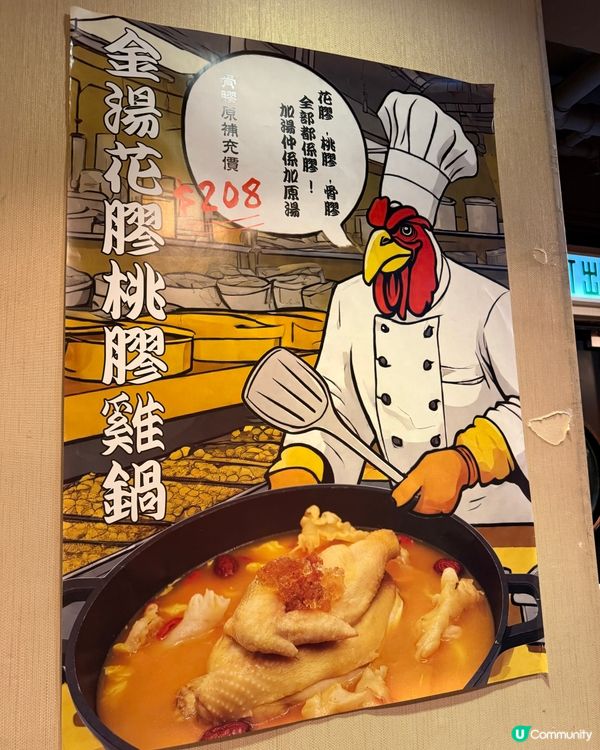 金湯花膠桃膠雞鍋
花膠，桃膠，骨膠
全部都係膠！
加湯仲係加原湯
骨膠原補充價
$208
出
U Community